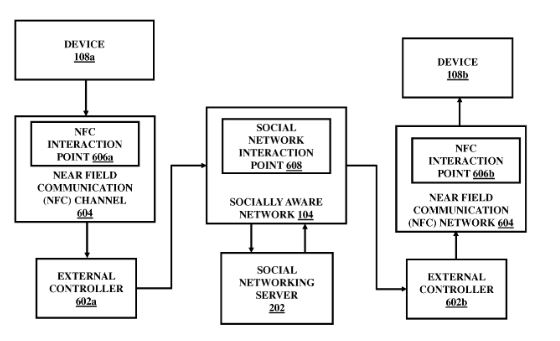 DEVICE
108a
NFC
INTERACTION
POINT 606a
NEAR FIELD
COMMUNICATION
(NFC) CHANNEL
604
EXTERNAL
CONTROLLER
602a
SOCIAL
NETWORK
INTERACTION
POINT 608
SOCIALLY AWARE
NETWORK 104
SOCIAL
NETWORKING
SERVER
202
DEVICE
108b
NFC
INTERACTION
POINT 606b
NEAR FIELD
COMMUNICATION
(NFC) NETWORK 604
EXTERNAL
CONTROLLER
602b